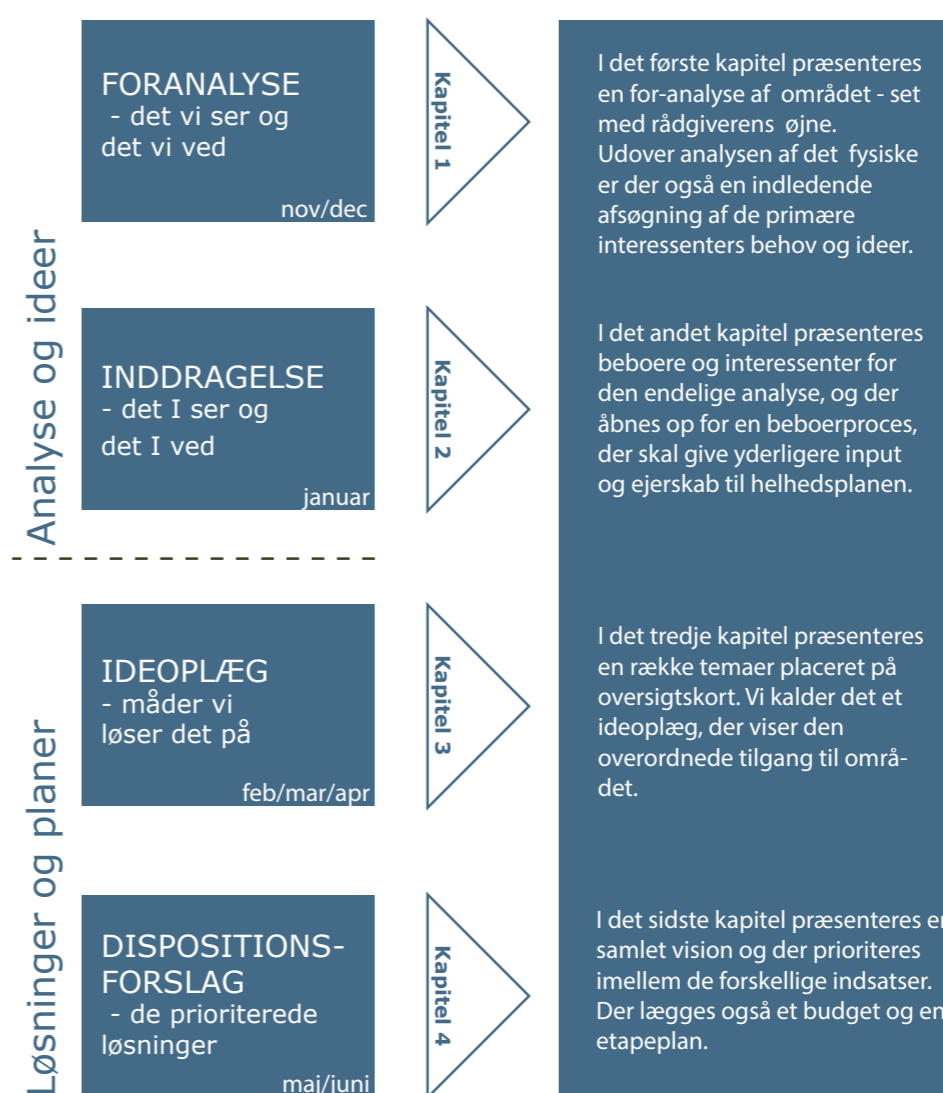 Analyse og ideer
FORANALYSE
- det vi ser og
det vi ved
nov/dec
Kapitel 1
I det første kapitel præsenteres
en for-analyse af området - set
med rådgiverens øjne.
Udover analysen af det fysiske
er der også en indledende
afsøgning af de primære
interessenters behov og ideer.
INDDRAGELSE
- det I ser og
det I ved
januar
Kapitel 2
I det andet kapitel præsenteres
beboere og interessenter for
den endelige analyse, og der
åbnes op for en beboerproces,
der skal give yderligere input
og ejerskab til helhedsplanen.
Løsninger og planer
IDEOPLÆG
- måder vi
løser det på
feb/mar/apr
Kapitel 3
I det tredje kapitel præsenteres
en række temaer placeret på
oversigtskort. Vi kalder det et
ideoplæg, der viser den
overordnede tilgang til områ-
det.
DISPOSITIONS-
FORSLAG
- de prioriterede
løsninger
maj/juni
Kapitel 4
I det sidste kapitel præsenteres en
samlet vision og der prioriteres
imellem de forskellige indsatser.
Der lægges også et budget og en
etapeplan.